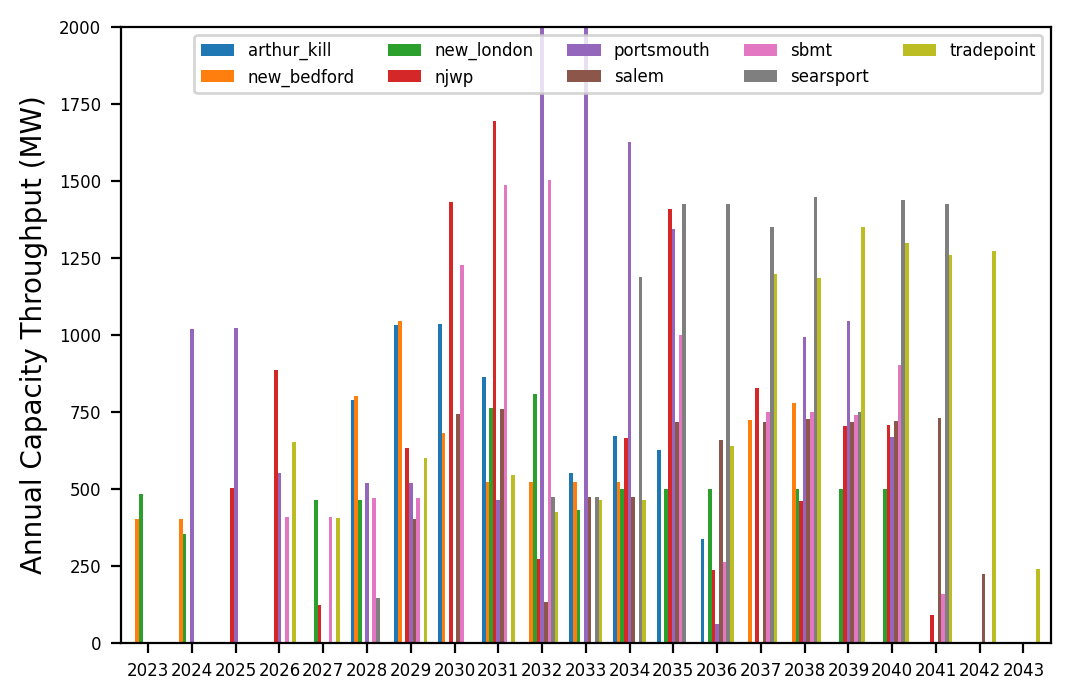 2000
1750
1500
1250
1000
750
500
250
0
Annual Capacity Throughput (MW)
arthur_kill new_london portsmouth sbmt tradepoint
new_bedford njwp salem searsport
2023 2024 2025 2026 2027 2028 2029 2030 2031 2032 2033 2034 2035 2036 2037 2038 2039 2040 2041 2042 2043